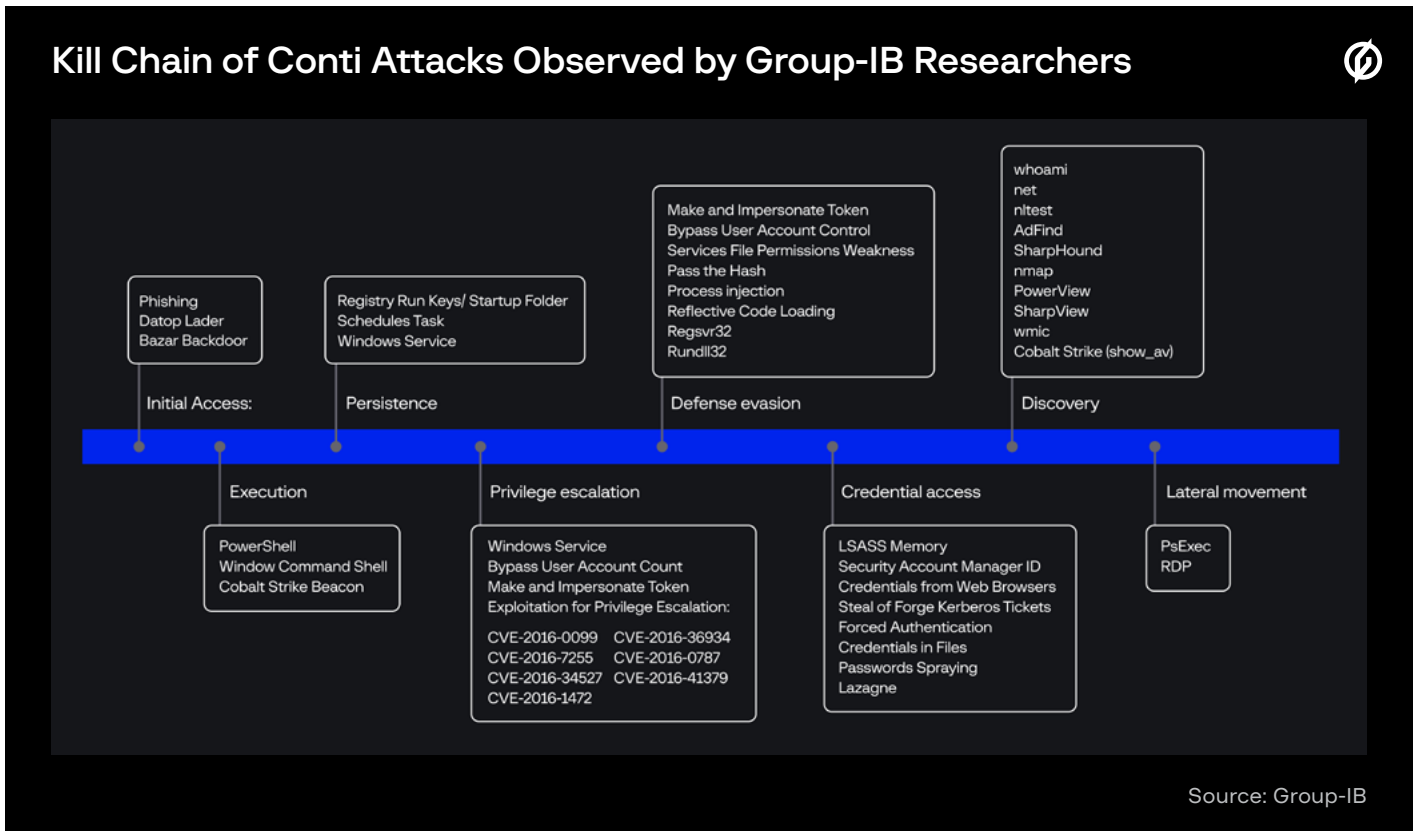 Kill Chain of Conti Attacks Observed by Group-IB Researchers
Phishing
Datop Lader
Bazar Backdoor
Initial Access:
PowerShell
Window Command Shell
Cobalt Strike Beacon
Execution
Registry Run Keys/ Startup Folder
Schedules Task
Windows Service
Persistence
Privilege escalation
Windows Service
Bypass User Account Count
Make and Impersonate Token
Exploitation for Privilege Escalation:
CVE-2016-0099 CVE-2016-36934
CVE-2016-7255 CVE-2016-0787
CVE-2016-34527 CVE-2016-41379
CVE-2016-1472
Make and Impersonate Token
Bypass User Account Control
Services File Permissions Weakness
Pass the Hash
Process injection
Reflective Code Loading
Regsvr32
Rundll32
Defense evasion
Credential access
LSASS Memory
Security Account Manager ID
Credentials from Web Browsers
Steal of Forge Kerberos Tickets
Forced Authentication
Credentials in Files
Passwords Spraying
Lazagne
whoami
net
nltest
AdFind
SharpHound
nmap
PowerView
SharpView
wmic
Cobalt Strike (show_av)
Discovery
Lateral movement
PsExec
RDP
Source: Group-IB